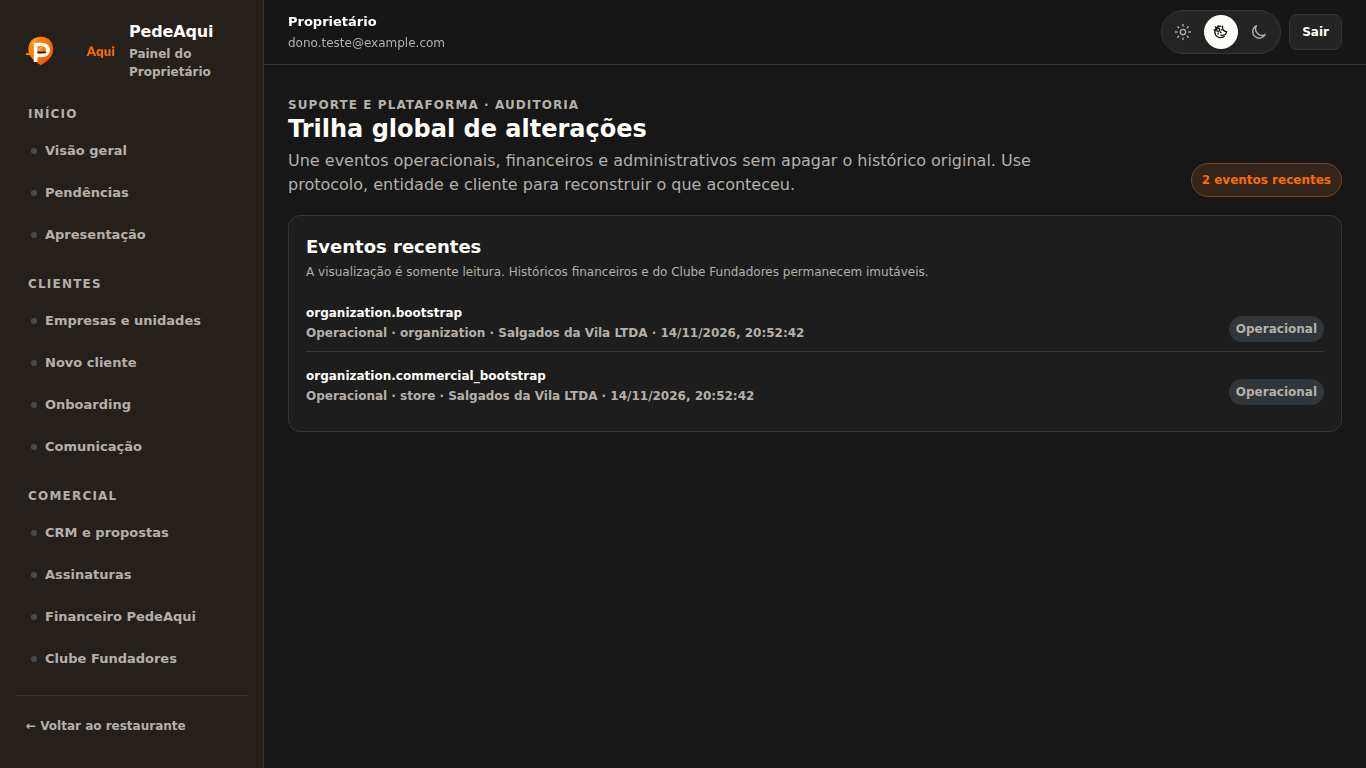 Aqui
PedeAqui
Painel do
Proprietário
INÍCIO
Visão geral
Pendências
Apresentação
CLIENTES
Empresas e unidades
Novo cliente
Onboarding
Comunicação
COMERCIAL
CRM e propostas
Assinaturas
Financeiro PedeAqui
Clube Fundadores
← Voltar ao restaurante
Proprietário
dono.teste@example.com
Sair
SUPORTE E PLATAFORMA · AUDITORIA
Trilha global de alterações
Une eventos operacionais, financeiros e administrativos sem apagar o histórico original. Use
protocolo, entidade e cliente para reconstruir o que aconteceu.
2 eventos recentes
Eventos recentes
A visualização é somente leitura. Históricos financeiros e do Clube Fundadores permanecem imutáveis.
organization.bootstrap
Operacional · organization · Salgados da Vila LTDA · 14/11/2026, 20:52:42
Operacional
organization.commercial_bootstrap
Operacional · store · Salgados da Vila LTDA · 14/11/2026, 20:52:42
Operacional